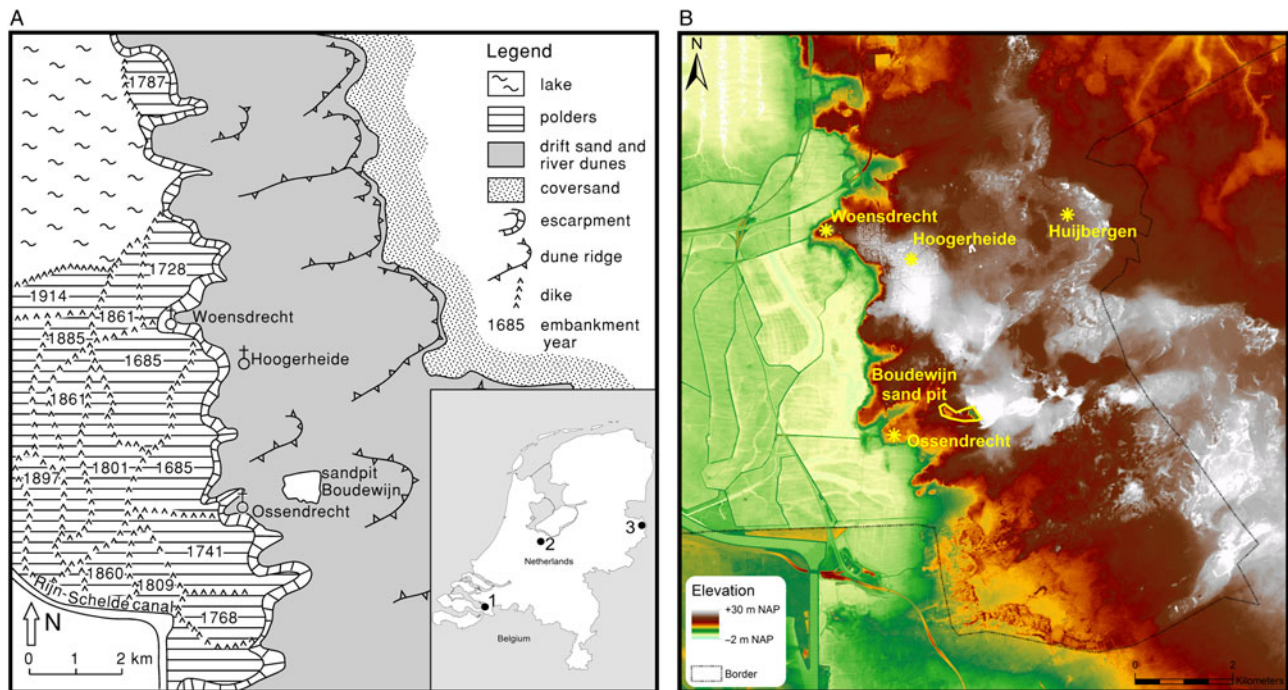 A
Legend
lake
polders
drift sand and
river dunes
coversand
escarpment
dune ridge
dike
1685 embankment
year
1787
1728
1914
1861
Woensdrecht
1885
1685
Hoogerheide
1861
1801
1685
1897
sandpit
Boudewijn
Ossendrecht
1741
1860
1809
Rijn-Schelde canal
1768
N
0 1 2 km
3
2
Netherlands
1
Belgium
B
N
Woensdrecht
Huijbergen
Hoogerheide
Boudewijn
sand pit
Ossendrecht
Elevation
+30 m NAP
−2 m NAP
Border
0 2
Kilometers